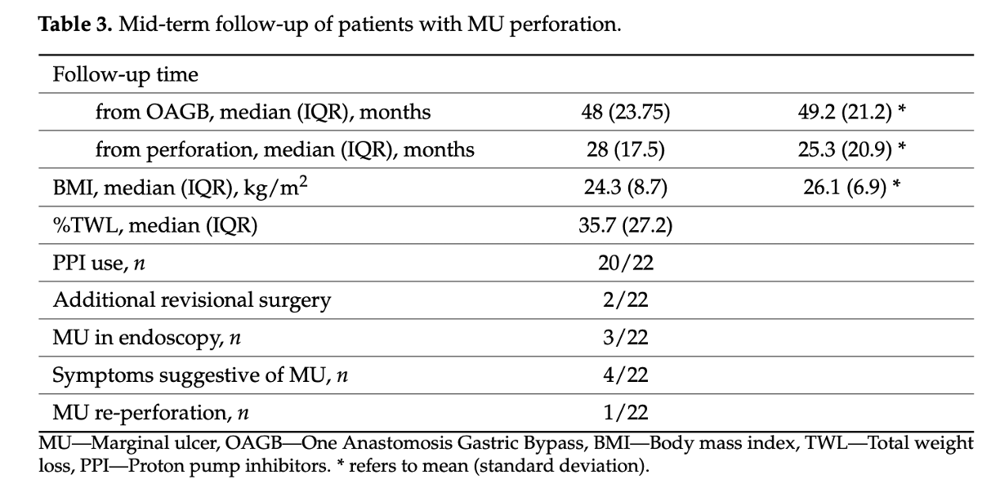 Table 3. Mid-term follow-up of patients with MU perforation.
Follow-up time
from OAGB, median (IQR), months 48 (23.75) 49.2 (21.2) *
from perforation, median (IQR), months 28 (17.5) 25.3 (20.9) *
BMI, median (IQR), kg/m² 24.3 (8.7) 26.1 (6.9) *
%TWL, median (IQR) 35.7 (27.2)
PPI use, n 20/22
Additional revisional surgery 2/22
MU in endoscopy, n 3/22
Symptoms suggestive of MU, n 4/22
MU re-perforation, n 1/22
MU—Marginal ulcer, OAGB—One Anastomosis Gastric Bypass, BMI—Body mass index, TWL—Total weight
loss, PPI—Proton pump inhibitors. * refers to mean (standard deviation).